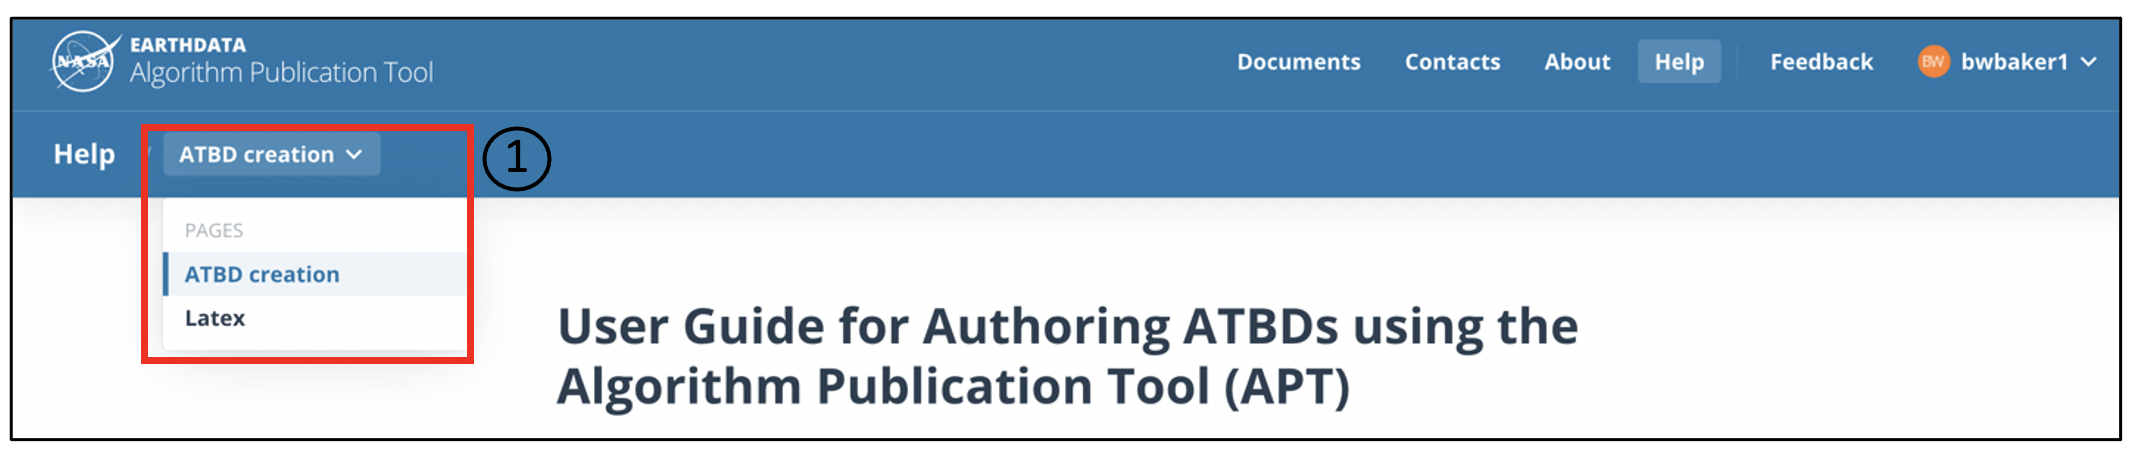 NASA
EARTHDATA
Algorithm Publication Tool
Documents
Contacts
About
Help
Feedback
BW
bwbaker1
Help
/
ATBD creation
①
PAGES
ATBD creation
Latex
User Guide for Authoring ATBDs using the
Algorithm Publication Tool (APT)